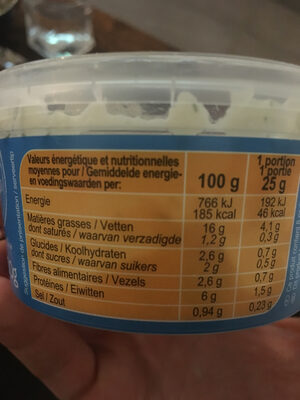 Valeurs énergétique et nutritionnelles
moyennes pour / Gemiddelde energie-
en voedingswaarden per:
100 g
1 portion
1 portie
25 g
Energie
766 kJ
192 kJ
185 kcal
46 kcal
Matières grasses / Vetten
16 g
4,1 g
dont saturés / waarvan verzadigde
1,2 g
0,3 g
Glucides / Koolhydraten
2,6 g
0,7 g
dont sucres / waarvan suikers
2 g
0,5 g
Fibres alimentaires / Vezels
2,6 g
0,7 g
Protéines / Eiwitten
6 g
1,5 g
Sel / Zout
0,94 g
0,23 g